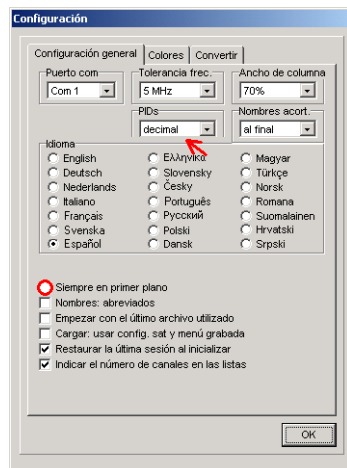 Configuración
Configuración general Colores Convertir
Puerto com Tolerancia frec. Ancho de columna
Com 1 5 MHz 70%
PIDs Nombres acort.
decimal al final
Idioma
English Ελληνικά Magyar
Deutsch Slovensky Türkçe
Nederlands Česky Norsk
Italiano Português Romana
Français Русский Suomalainen
Svenska Polski Hrvatski
Español Dansk Srpski
Siempre en primer plano
Nombres: abreviados
Empezar con el último archivo utilizado
Cargar: usar config. sat y menú grabada
Restaurar la última sesión al inicializar
Indicar el número de canales en las listas
OK